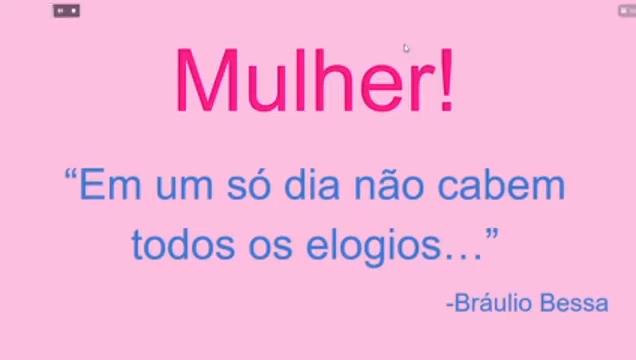 Mulher!
“Em um só dia não cabem
todos os elogios...”
-Bráulio Bessa